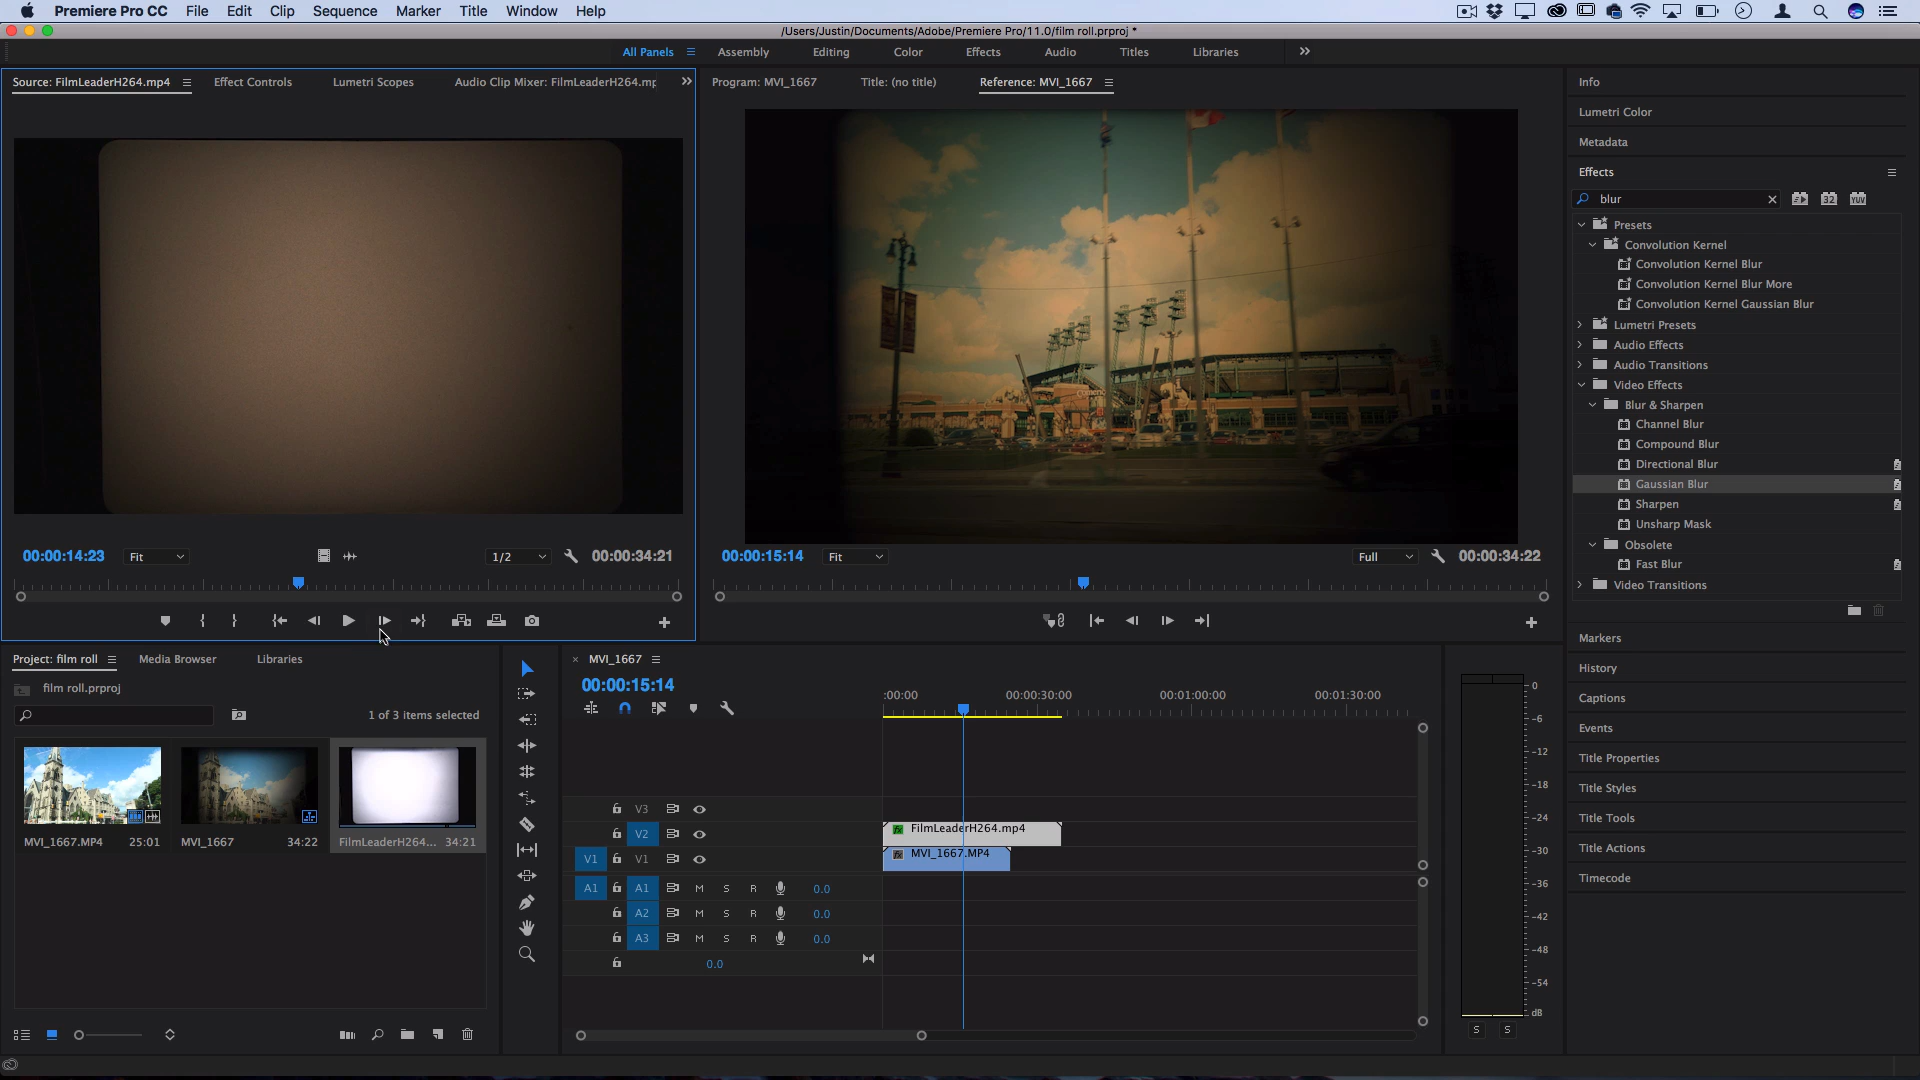 Premiere Pro CC File Edit Clip Sequence Marker Title Window Help
/Users/Justin/Documents/Adobe/Premiere Pro/11.0/film roll.prproj *
All Panels Assembly Editing Color Effects Audio Titles Libraries
Source: FilmLeaderH264.mp4 Effect Controls Lumetri Scopes Audio Clip Mixer: FilmLeaderH264.mp
Program: MVI_1667 Title: (no title) Reference: MVI_1667
00:00:14:23 Fit 1/2 00:00:34:21
00:00:15:14 Fit Full 00:00:34:22
Info
Lumetri Color
Metadata
Effects
blur
32 YUV
Presets
Convolution Kernel
Convolution Kernel Blur
Convolution Kernel Blur More
Convolution Kernel Gaussian Blur
Lumetri Presets
Audio Effects
Audio Transitions
Video Effects
Blur & Sharpen
Channel Blur
Compound Blur
Directional Blur
Gaussian Blur
Sharpen
Unsharp Mask
Obsolete
Fast Blur
Video Transitions
Markers
History
Captions
Events
Title Properties
Title Styles
Title Tools
Title Actions
Timecode
Project: film roll Media Browser Libraries
film roll.prproj
1 of 3 items selected
MVI_1667.MP4 25:01 MVI_1667 34:22 FilmLeaderH264... 34:21
MVI_1667
00:00:15:14
:00:00 00:00:30:00 00:01:00:00 00:01:30:00
V3
V2 FilmLeaderH264.mp4
V1 V1 MVI_1667.MP4
A1 A1 M S R 0.0
A2 M S R 0.0
A3 M S R 0.0
0.0
0
-6
-12
-18
-24
-30
-36
-42
-48
-54
dB
S S